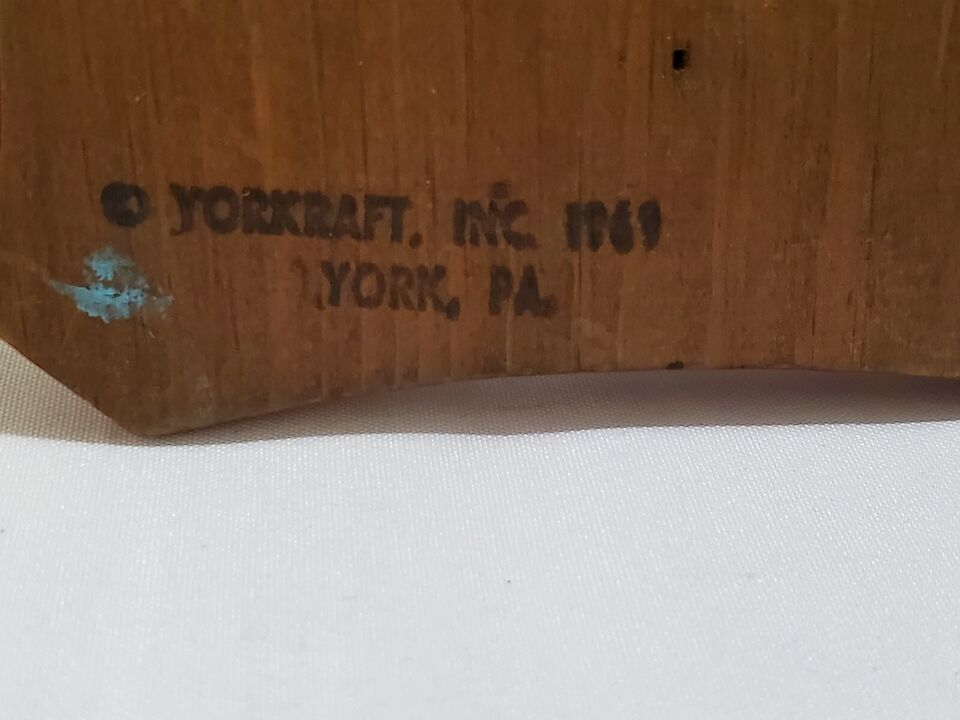 © YORKRAFT, INC. 1969
YORK, PA.